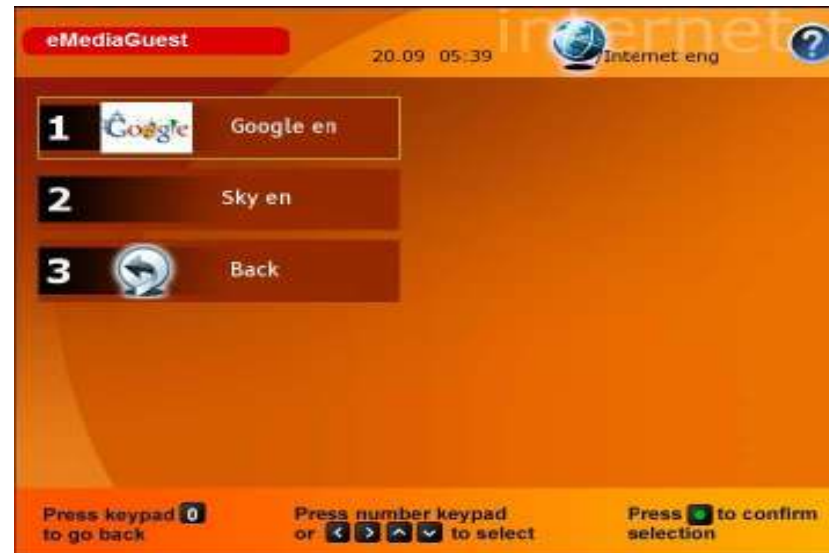 internet
eMediaGuest
20.09 05:39
Internet eng
?
1 Google Google en
2 Sky en
3 Back
Press keypad 0
to go back
Press number keypad
or < > ^ v to select
Press to confirm
selection